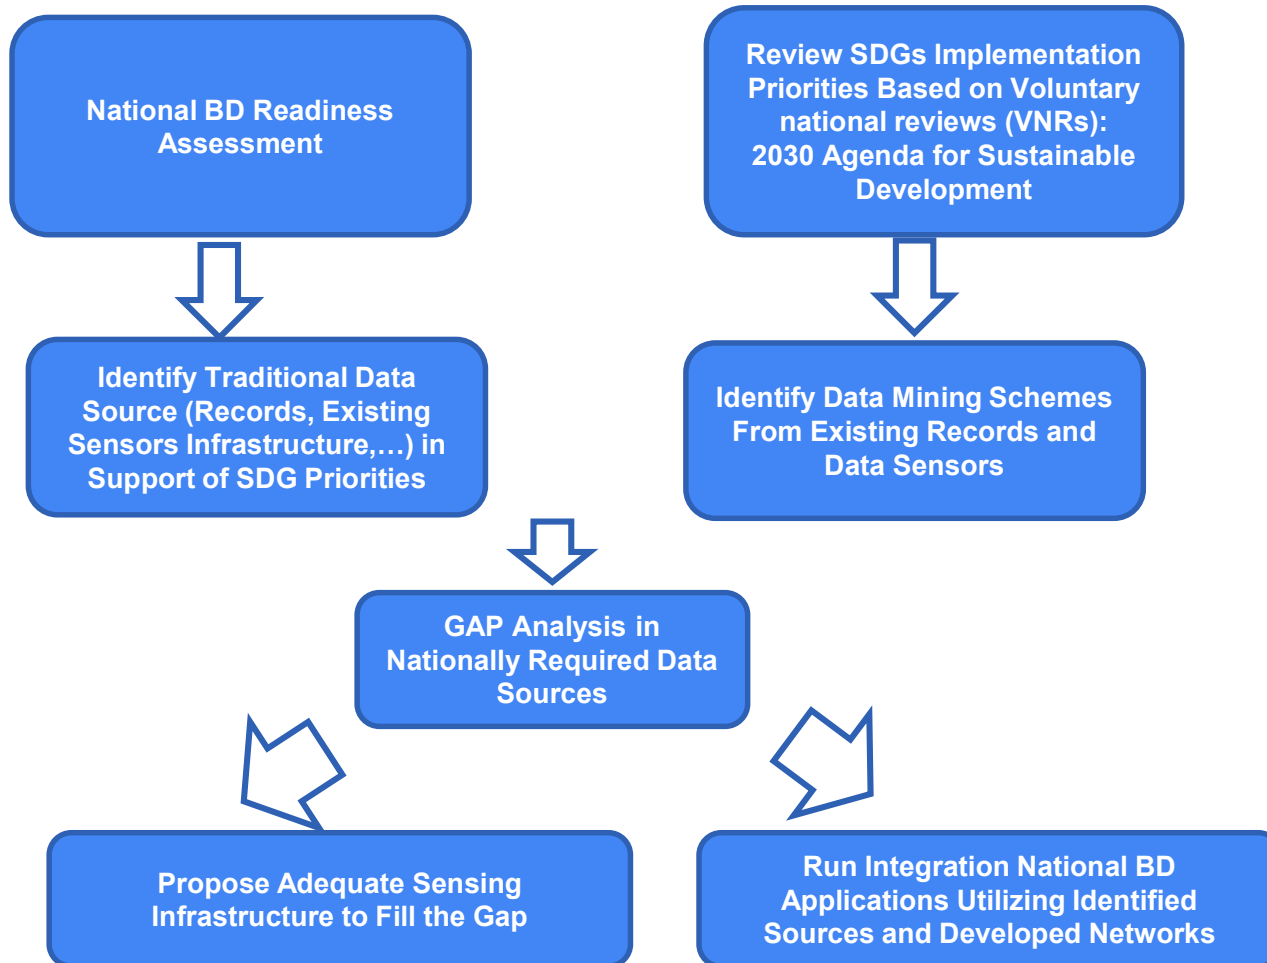 National BD Readiness
Assessment
Review SDGs Implementation
Priorities Based on Voluntary
national reviews (VNRs):
2030 Agenda for Sustainable
Development
Identify Traditional Data
Source (Records, Existing
Sensors Infrastructure,...) in
Support of SDG Priorities
Identify Data Mining Schemes
From Existing Records and
Data Sensors
GAP Analysis in
Nationally Required Data
Sources
Propose Adequate Sensing
Infrastructure to Fill the Gap
Run Integration National BD
Applications Utilizing Identified
Sources and Developed Networks